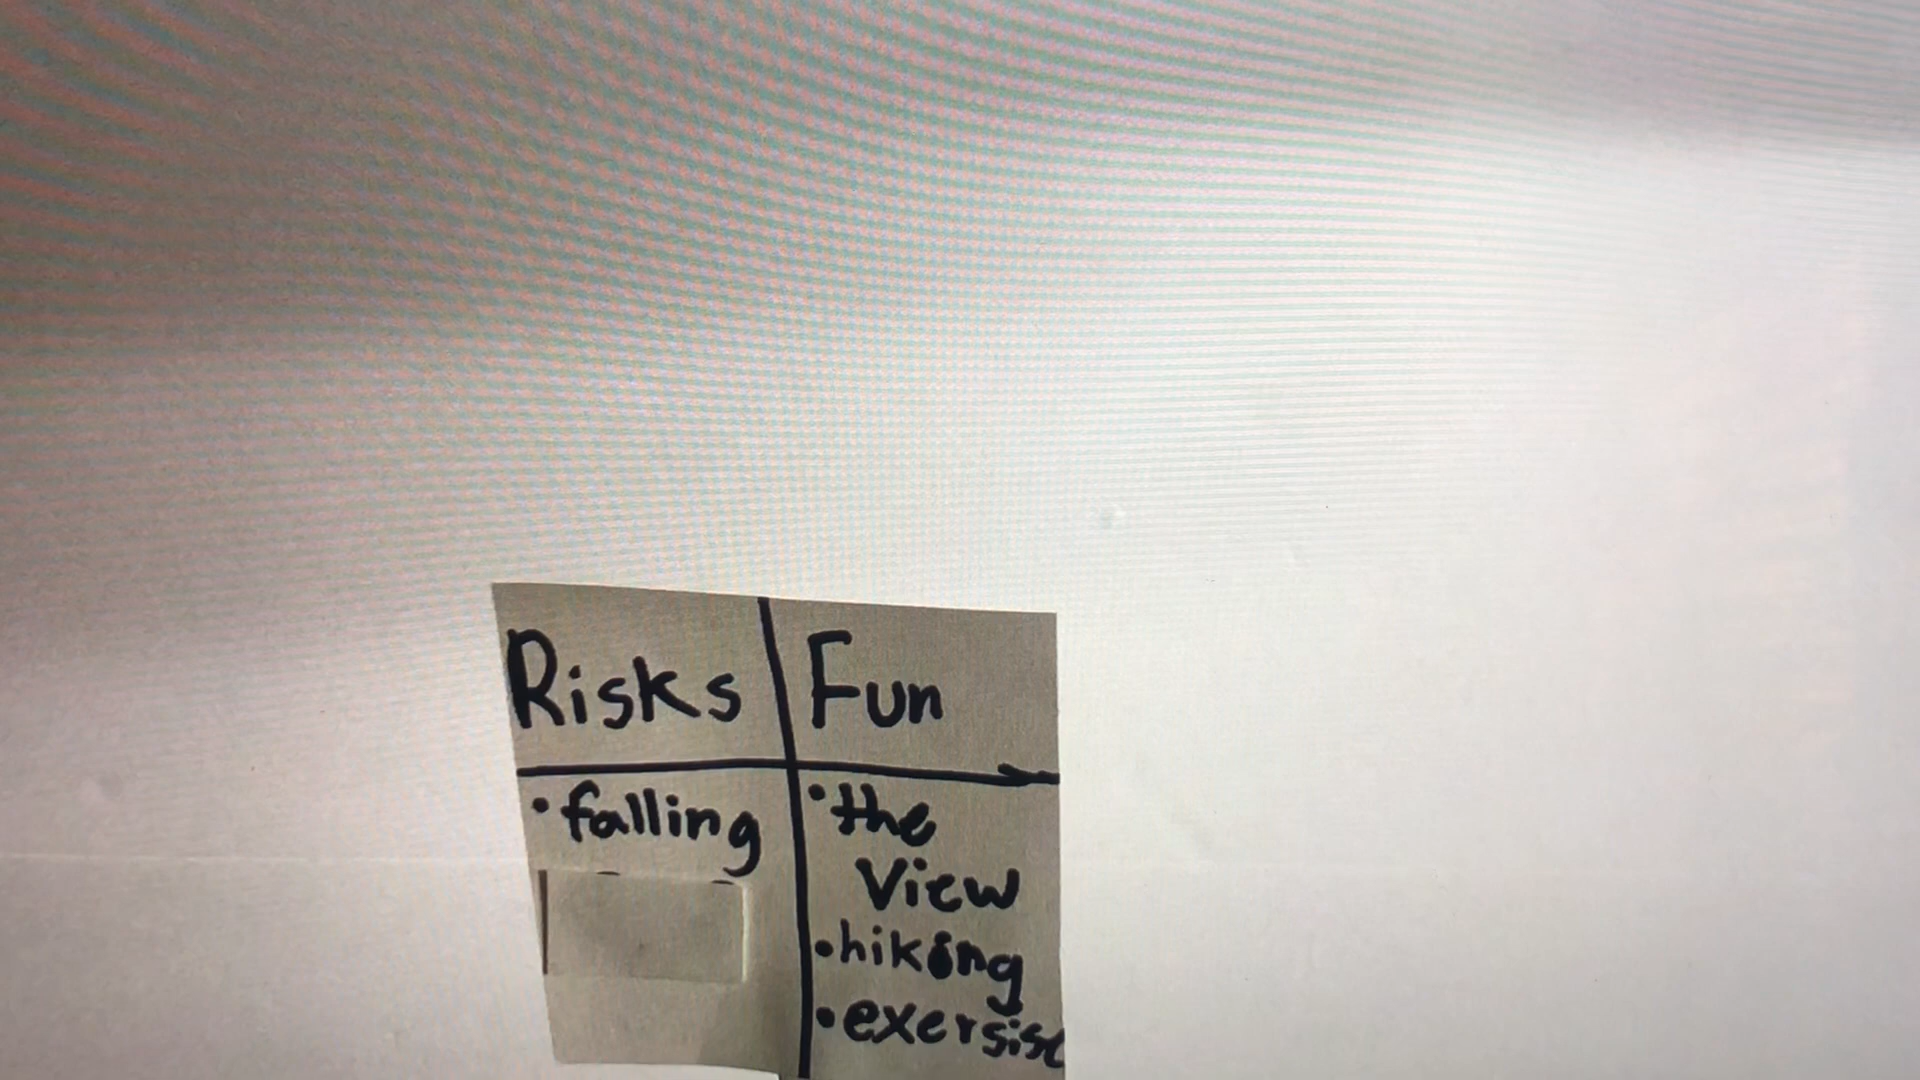 Risks Fun
•falling
•the
View
•hiking
•exersise